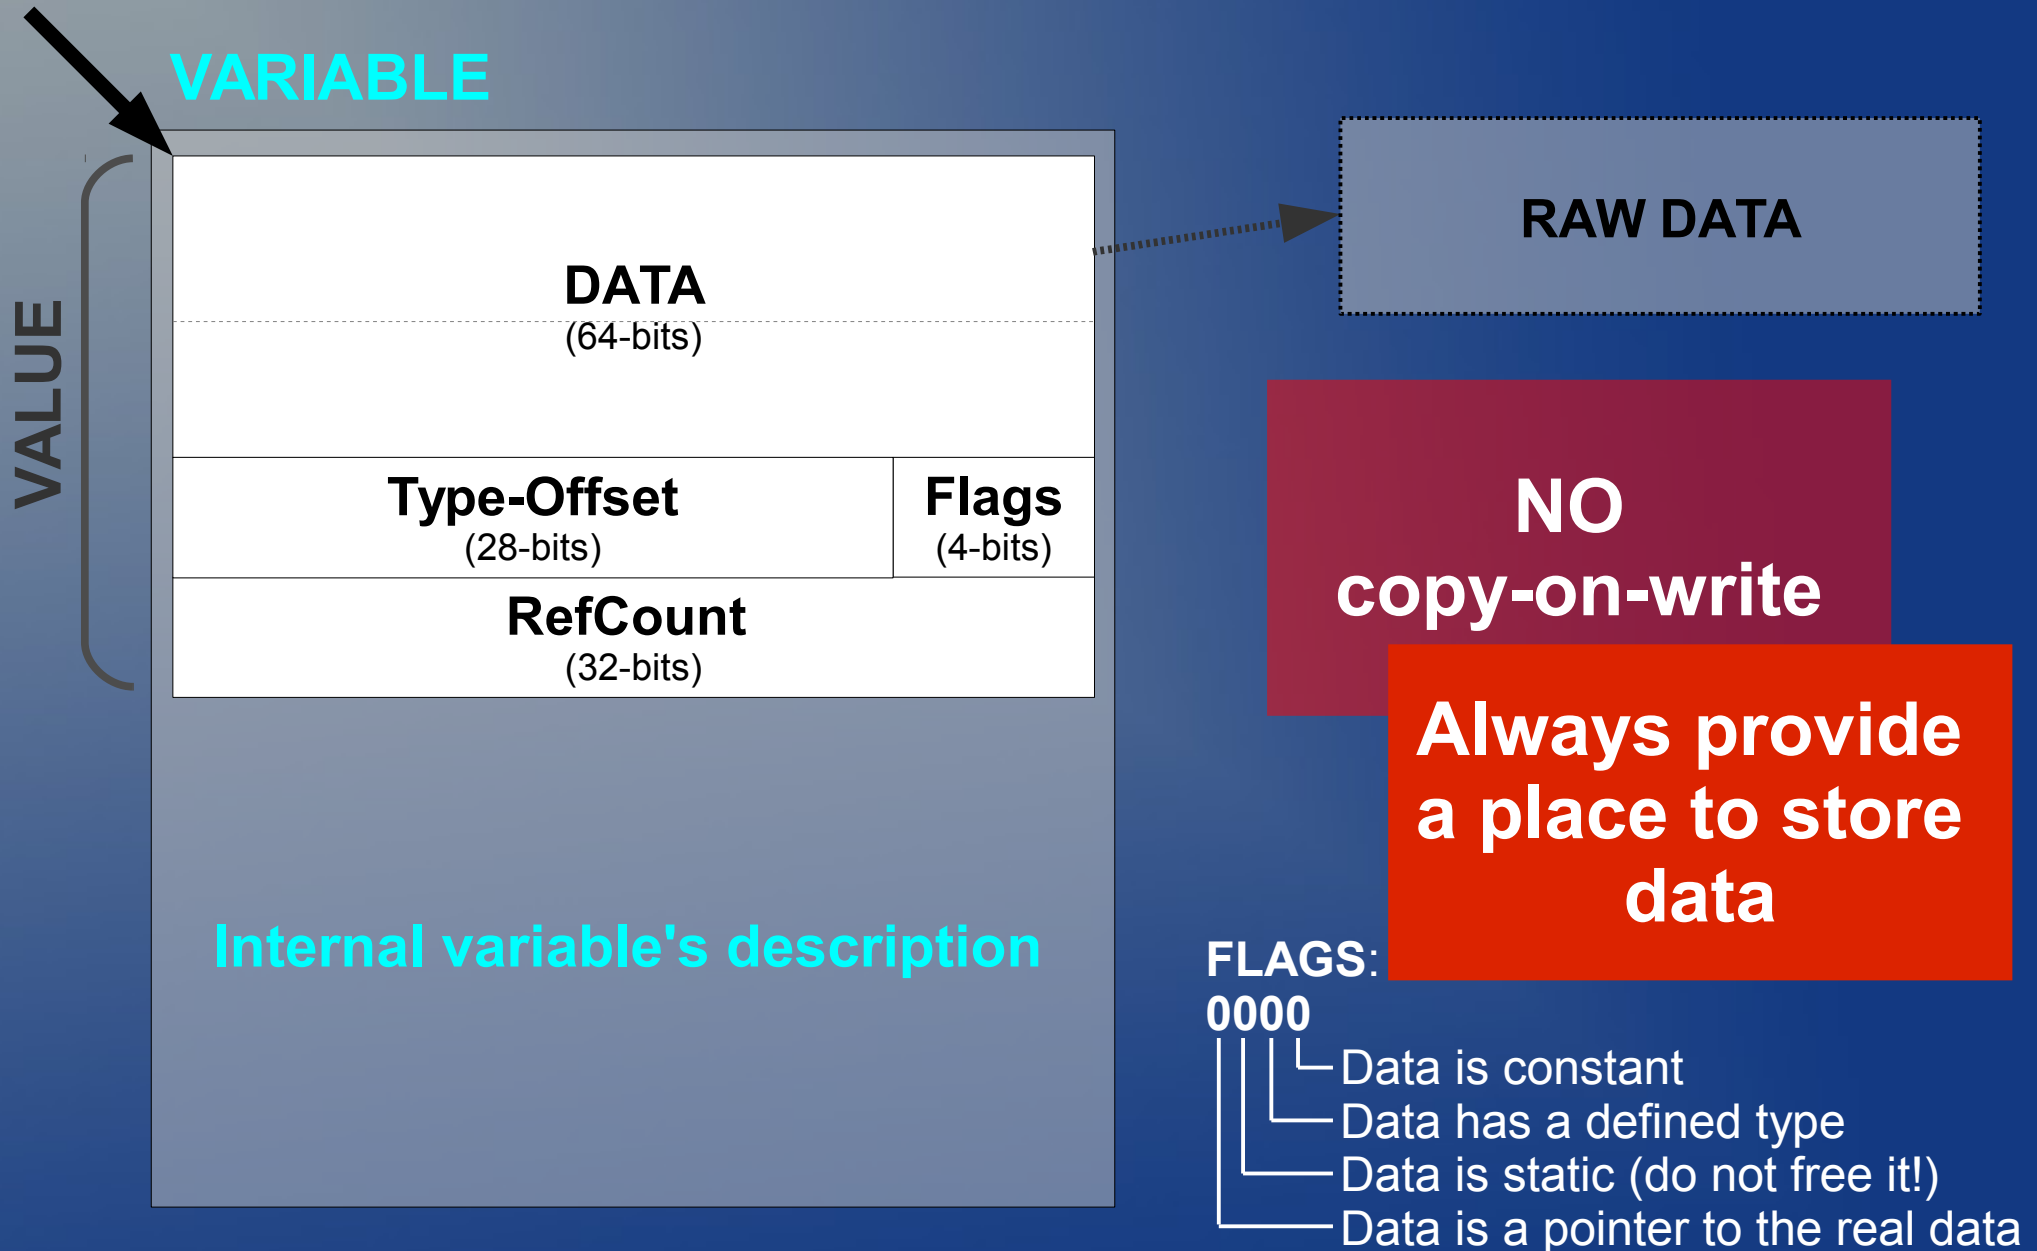 VARIABLE
VALUE
DATA
(64-bits)
Type-Offset
(28-bits)
Flags
(4-bits)
RefCount
(32-bits)
Internal variable's description
RAW DATA
NO
copy-on-write
Always provide
a place to store
data
FLAGS:
0000
Data is constant
Data has a defined type
Data is static (do not free it!)
Data is a pointer to the real data